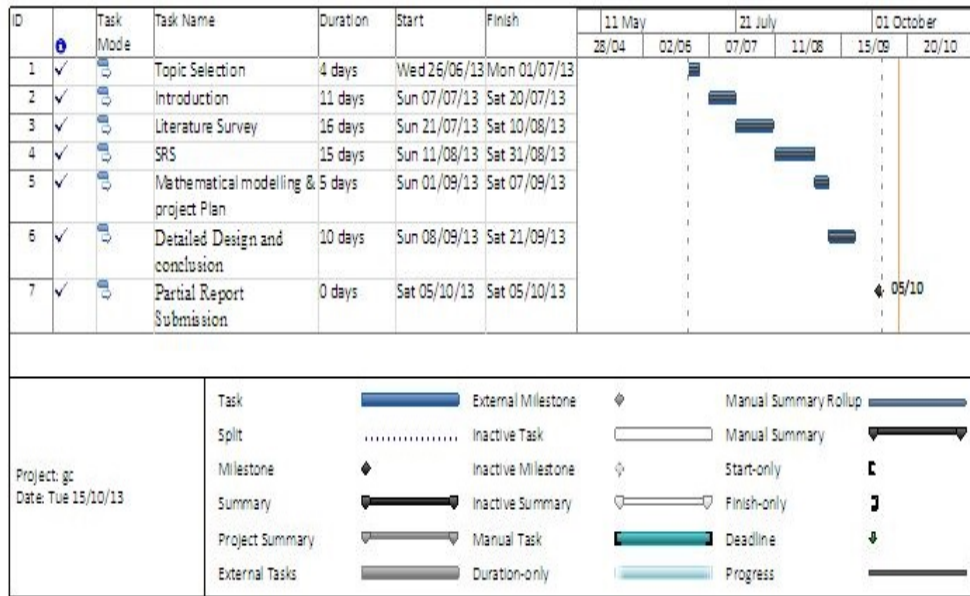 ID Task Mode Task Name Duration Start Finish 11 May 21 July 01 October
28/04 02/06 07/07 11/08 15/09 20/10
1 Topic Selection 4 days Wed 26/06/13 Mon 01/07/13
2 Introduction 11 days Sun 07/07/13 Sat 20/07/13
3 Literature Survey 16 days Sun 21/07/13 Sat 10/08/13
4 SRS 15 days Sun 11/08/13 Sat 31/08/13
5 Mathematical modelling & project Plan 5 days Sun 01/09/13 Sat 07/09/13
6 Detailed Design and conclusion 10 days Sun 08/09/13 Sat 21/09/13
7 Partial Report Submission 0 days Sat 05/10/13 Sat 05/10/13 05/10
Project: gc
Date: Tue 15/10/13
Task External Milestone Manual Summary Rollup
Split Inactive Task Manual Summary
Milestone Inactive Milestone Start-only
Summary Inactive Summary Finish-only
Project Summary Manual Task Deadline
External Tasks Duration-only Progress